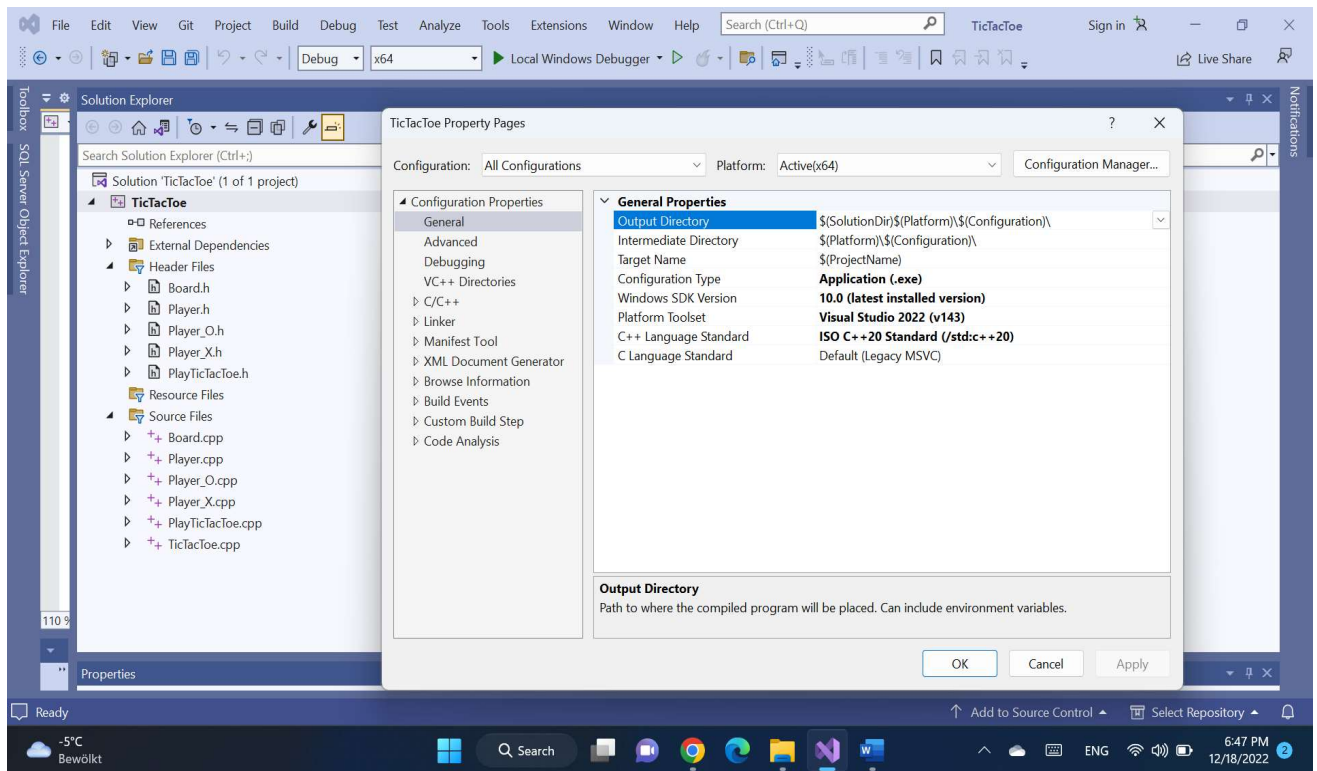 File Edit View Git Project Build Debug Test Analyze Tools Extensions Window Help Search (Ctrl+Q) TicTacToe Sign in
Debug x64 Local Windows Debugger Live Share
Toolbox
SQL Server Object Explorer
Notifications
Solution Explorer
Search Solution Explorer (Ctrl+;)
Solution 'TicTacToe' (1 of 1 project)
TicTacToe
References
External Dependencies
Header Files
Board.h
Player.h
Player_O.h
Player_X.h
PlayTicTacToe.h
Resource Files
Source Files
Board.cpp
Player.cpp
Player_O.cpp
Player_X.cpp
PlayTicTacToe.cpp
TicTacToe.cpp
110 %
Properties
TicTacToe Property Pages ?
Configuration: All Configurations Platform: Active(x64) Configuration Manager...
Configuration Properties
General
Advanced
Debugging
VC++ Directories
C/C++
Linker
Manifest Tool
XML Document Generator
Browse Information
Build Events
Custom Build Step
Code Analysis
General Properties
Output Directory $(SolutionDir)$(Platform)\$(Configuration)\
Intermediate Directory $(Platform)\$(Configuration)\
Target Name $(ProjectName)
Configuration Type Application (.exe)
Windows SDK Version 10.0 (latest installed version)
Platform Toolset Visual Studio 2022 (v143)
C++ Language Standard ISO C++20 Standard (/std:c++20)
C Language Standard Default (Legacy MSVC)
Output Directory
Path to where the compiled program will be placed. Can include environment variables.
OK Cancel Apply
Ready Add to Source Control Select Repository
-5°C
Bewölkt
Search
ENG
6:47 PM
12/18/2022
2